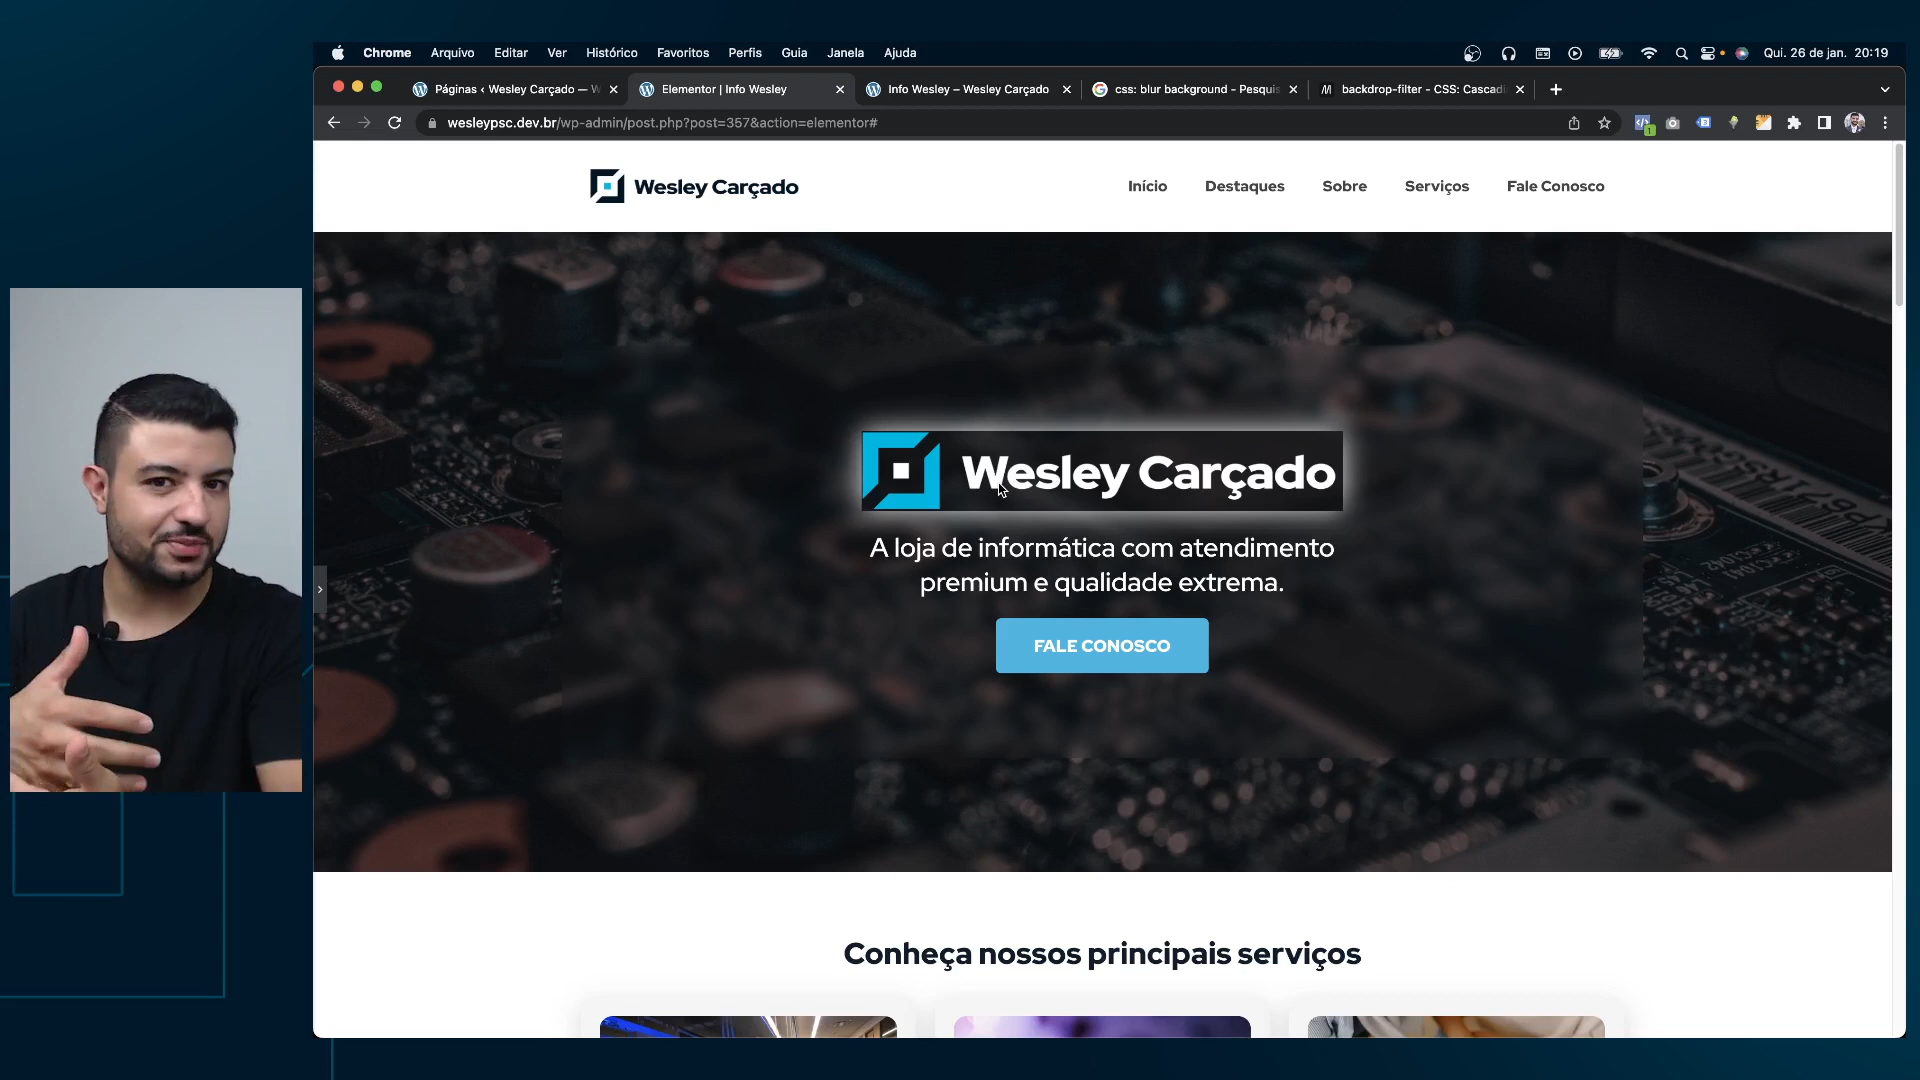 Chrome Arquivo Editar Ver Histórico Favoritos Perfis Guia Janela Ajuda
Qui. 26 de jan. 20:19
Páginas ‹ Wesley Carçado — W
Elementor | Info Wesley
Info Wesley – Wesley Carçado
css: blur background - Pesquis
backdrop-filter - CSS: Cascadi
wesleypsc.dev.br/wp-admin/post.php?post=357&action=elementor#
Wesley Carçado
Início Destaques Sobre Serviços Fale Conosco
Wesley Carçado
A loja de informática com atendimento
premium e qualidade extrema.
FALE CONOSCO
Conheça nossos principais serviços